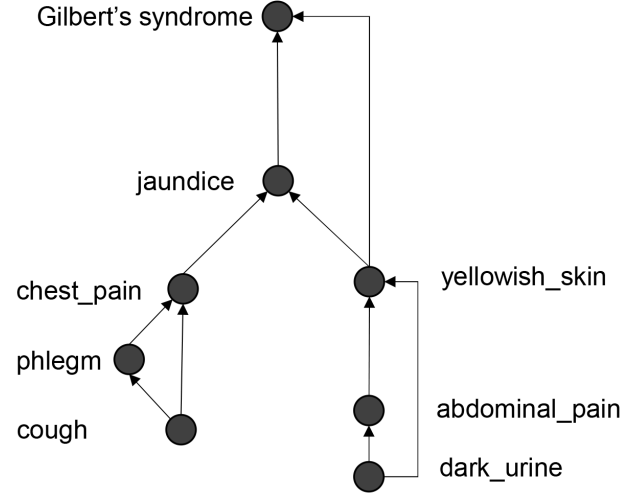 Gilbert’s syndrome
jaundice
chest_pain
yellowish_skin
phlegm
abdominal_pain
cough
dark_urine